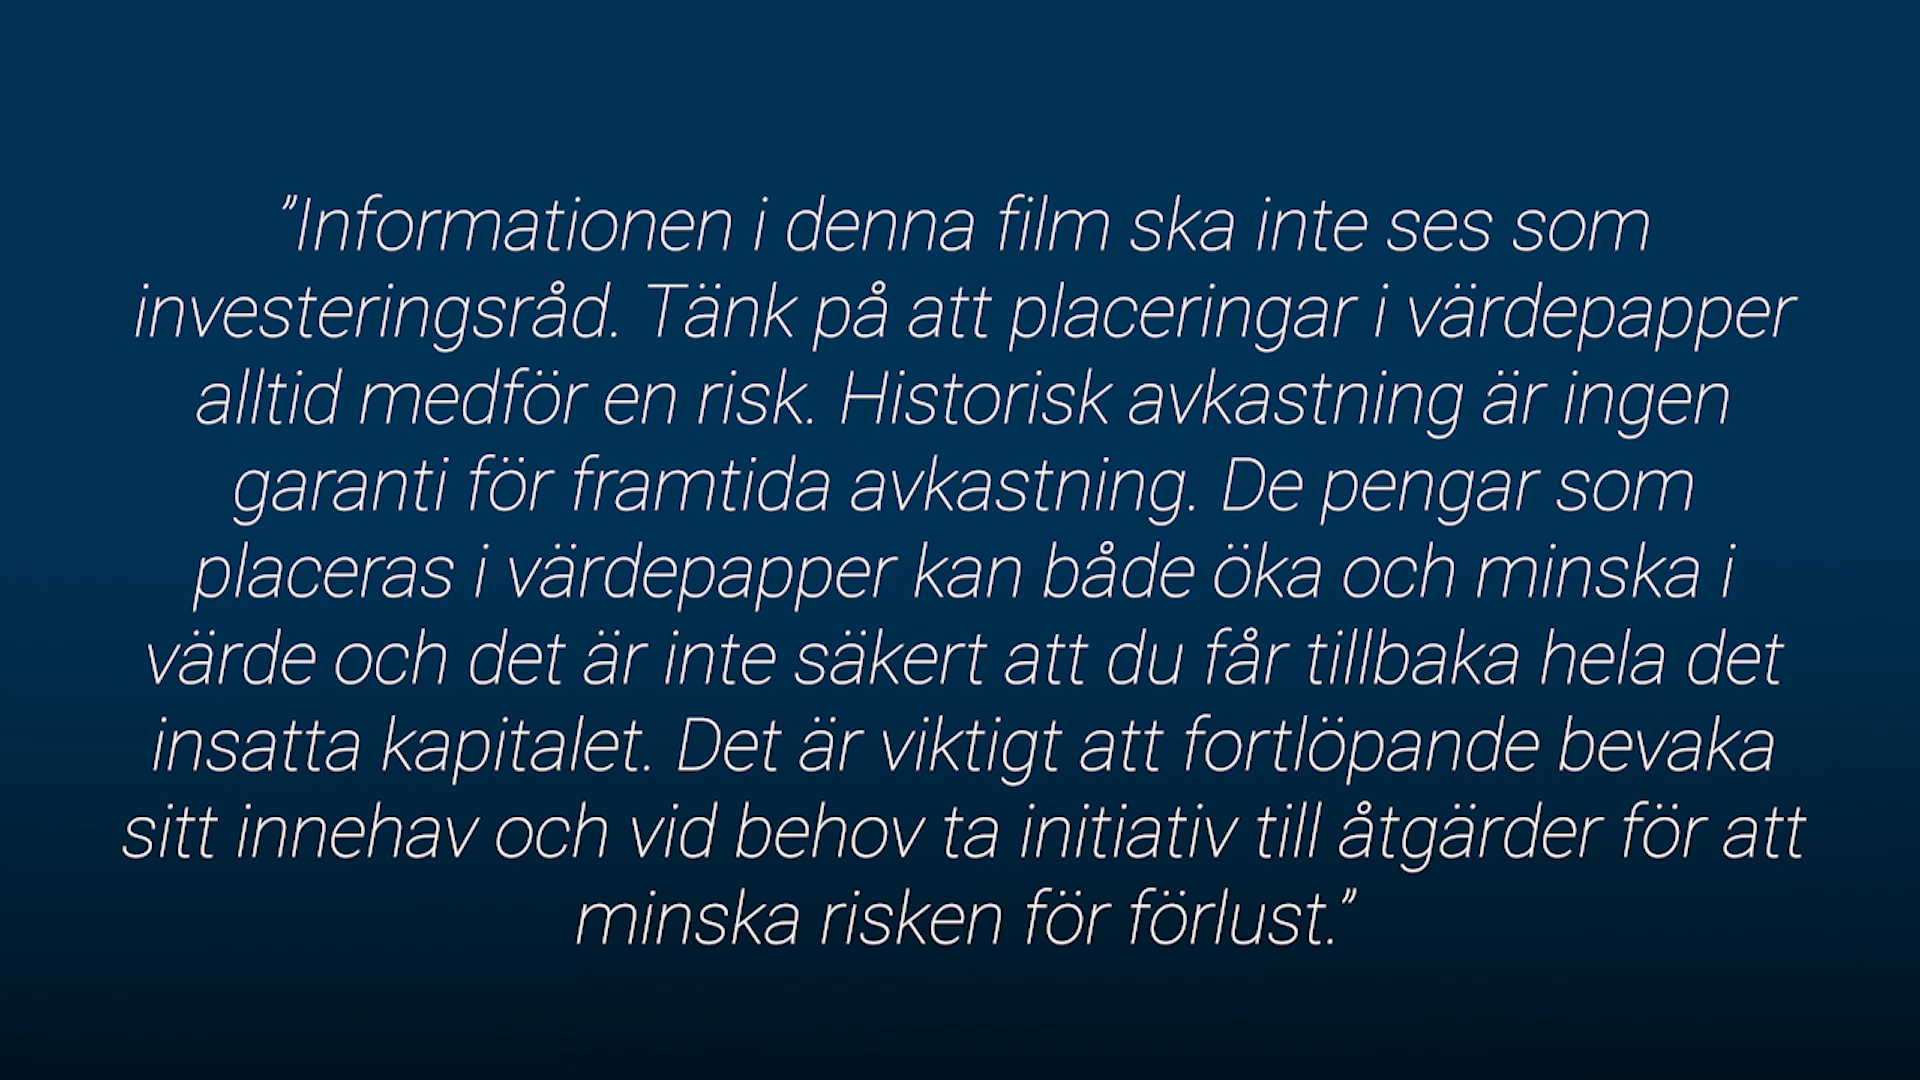 ”Informationen i denna film ska inte ses som
investeringsråd. Tänk på att placeringar i värdepapper
alltid medför en risk. Historisk avkastning är ingen
garanti för framtida avkastning. De pengar som
placeras i värdepapper kan både öka och minska i
värde och det är inte säkert att du får tillbaka hela det
insatta kapitalet. Det är viktigt att fortlöpande bevaka
sitt innehav och vid behov ta initiativ till åtgärder för att
minska risken för förlust.”